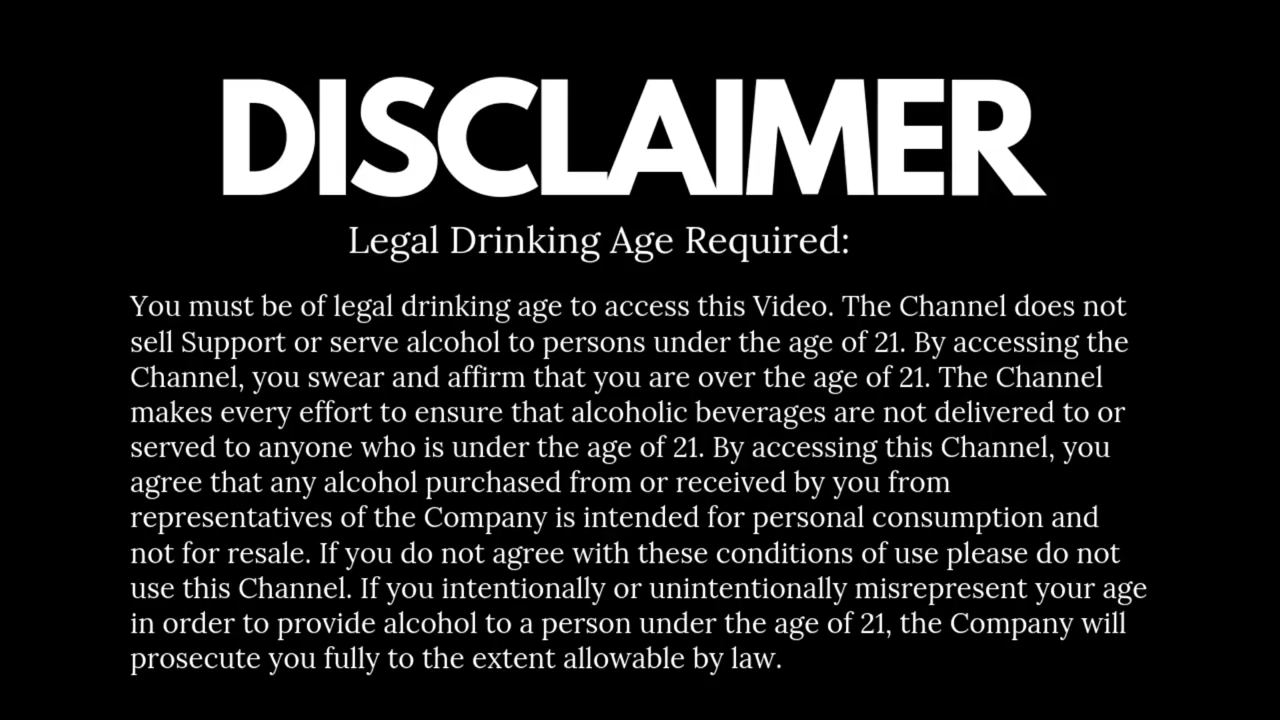 DISCLAIMER
Legal Drinking Age Required:
You must be of legal drinking age to access this Video. The Channel does not
sell Support or serve alcohol to persons under the age of 21. By accessing the
Channel, you swear and affirm that you are over the age of 21. The Channel
makes every effort to ensure that alcoholic beverages are not delivered to or
served to anyone who is under the age of 21. By accessing this Channel, you
agree that any alcohol purchased from or received by you from
representatives of the Company is intended for personal consumption and
not for resale. If you do not agree with these conditions of use please do not
use this Channel. If you intentionally or unintentionally misrepresent your age
in order to provide alcohol to a person under the age of 21, the Company will
prosecute you fully to the extent allowable by law.